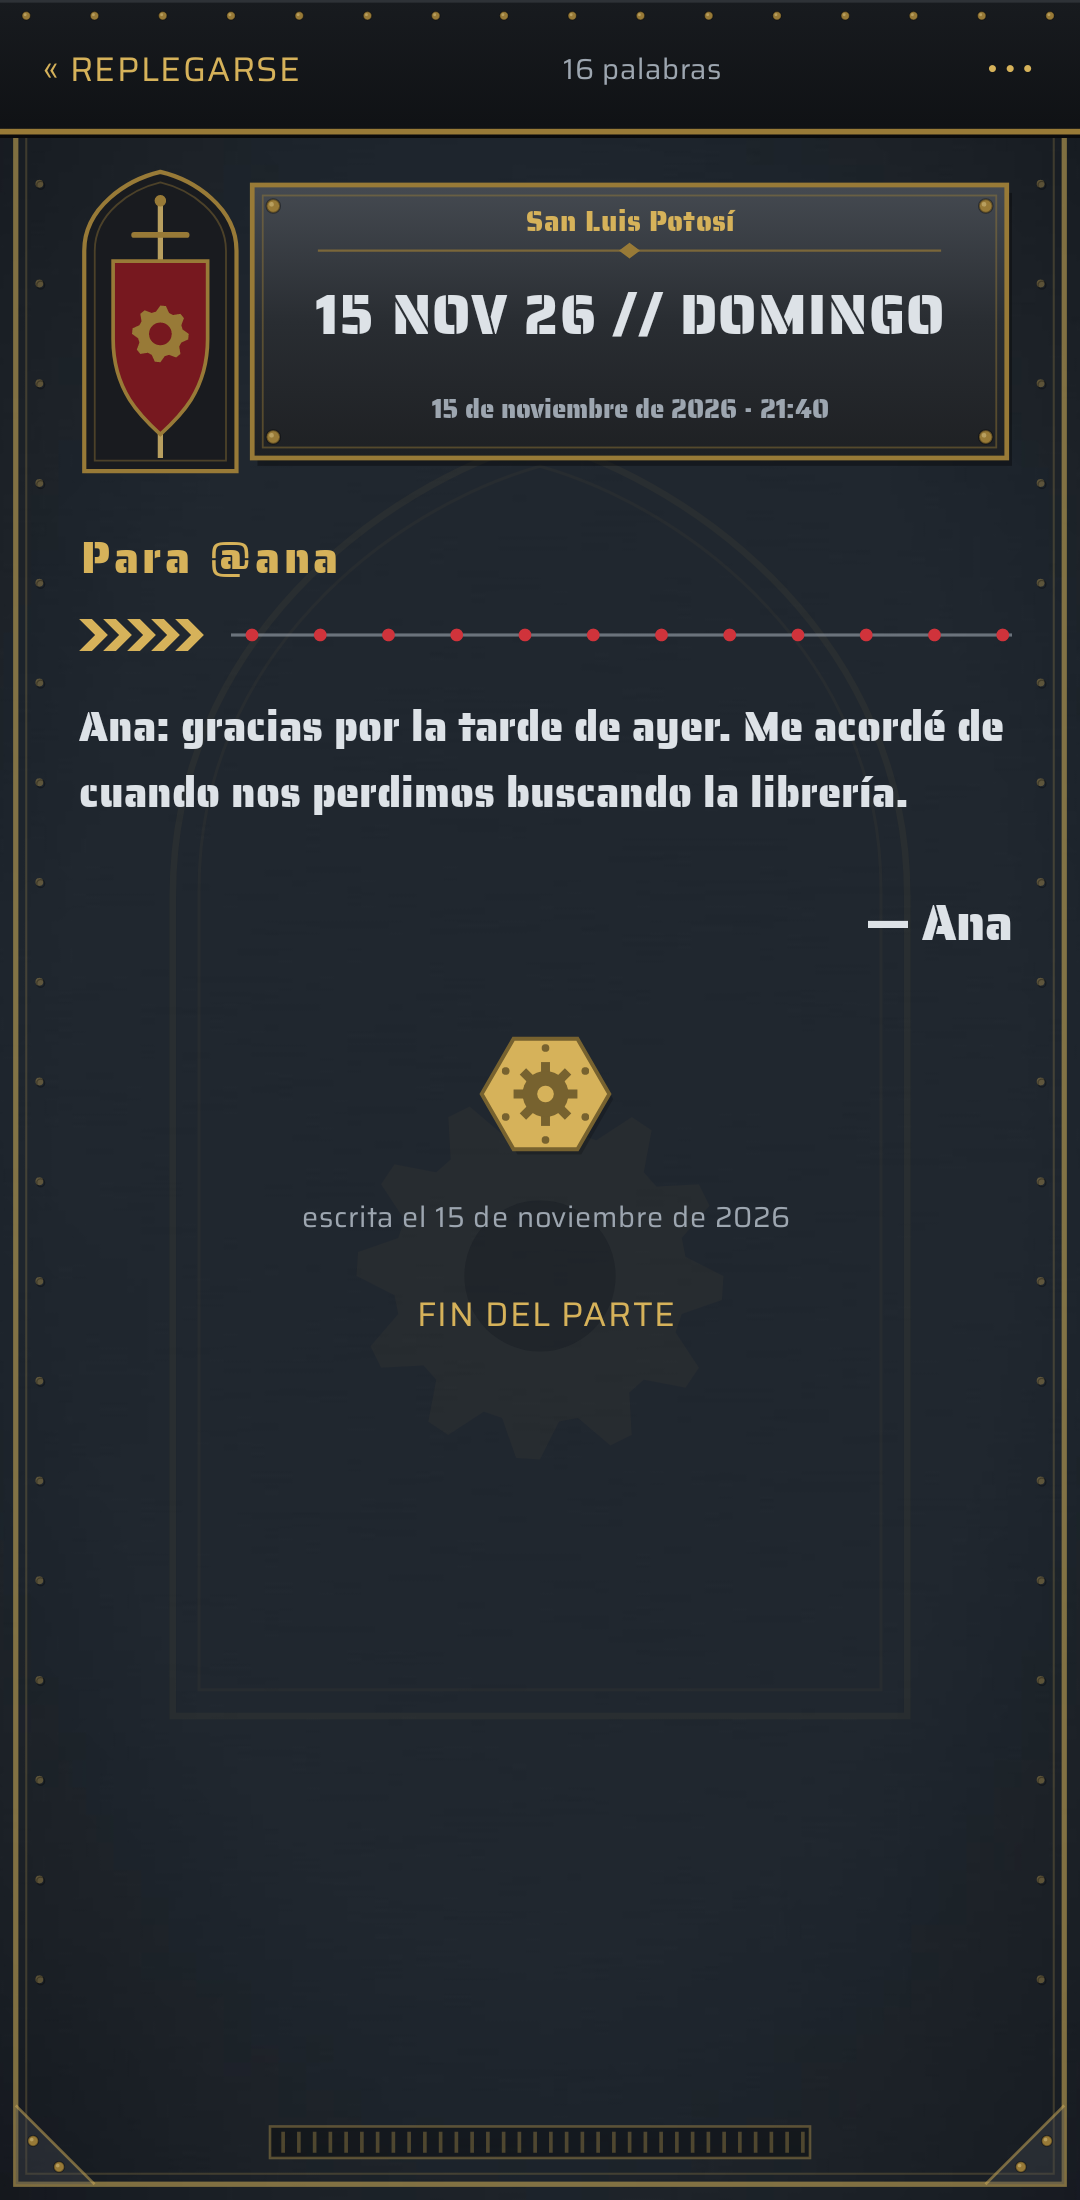 « REPLEGARSE
16 palabras
San Luis Potosí
15 NOV 26 // DOMINGO
15 de noviembre de 2026 · 21:40
Para @ana
Ana: gracias por la tarde de ayer. Me acordé de
cuando nos perdimos buscando la librería.
— Ana
escrita el 15 de noviembre de 2026
FIN DEL PARTE